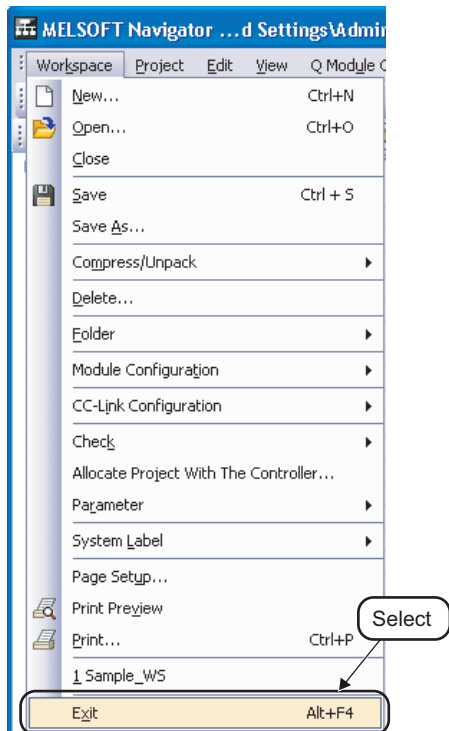 MELSOFT Navigator ...d Settings\Admin
Workspace Project Edit View Q Module
New... Ctrl+N
Open... Ctrl+O
Close
Save Ctrl + S
Save As...
Compress/Unpack
Delete...
Folder
Module Configuration
CC-Link Configuration
Check
Allocate Project With The Controller...
Parameter
System Label
Page Setup...
Print Preview
Select
Print... Ctrl+P
1 Sample_WS
Exit Alt+F4